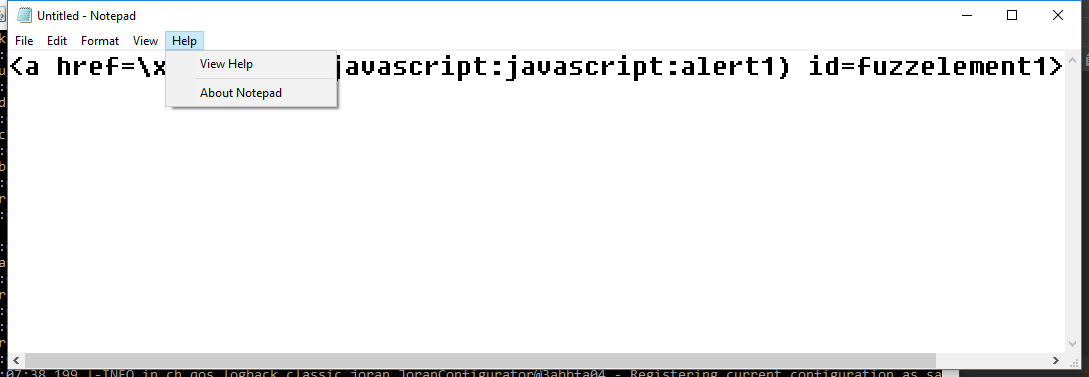 Untitled - Notepad
File Edit Format View Help
<a href=\x javascript:javascript:alert1) id=fuzzelement1>
View Help
About Notepad
:07:38,199 |-INFO in ch.qos.logback.classic.joran.JoranConfigurator@3abbfa04 - Registering current configuration as sa